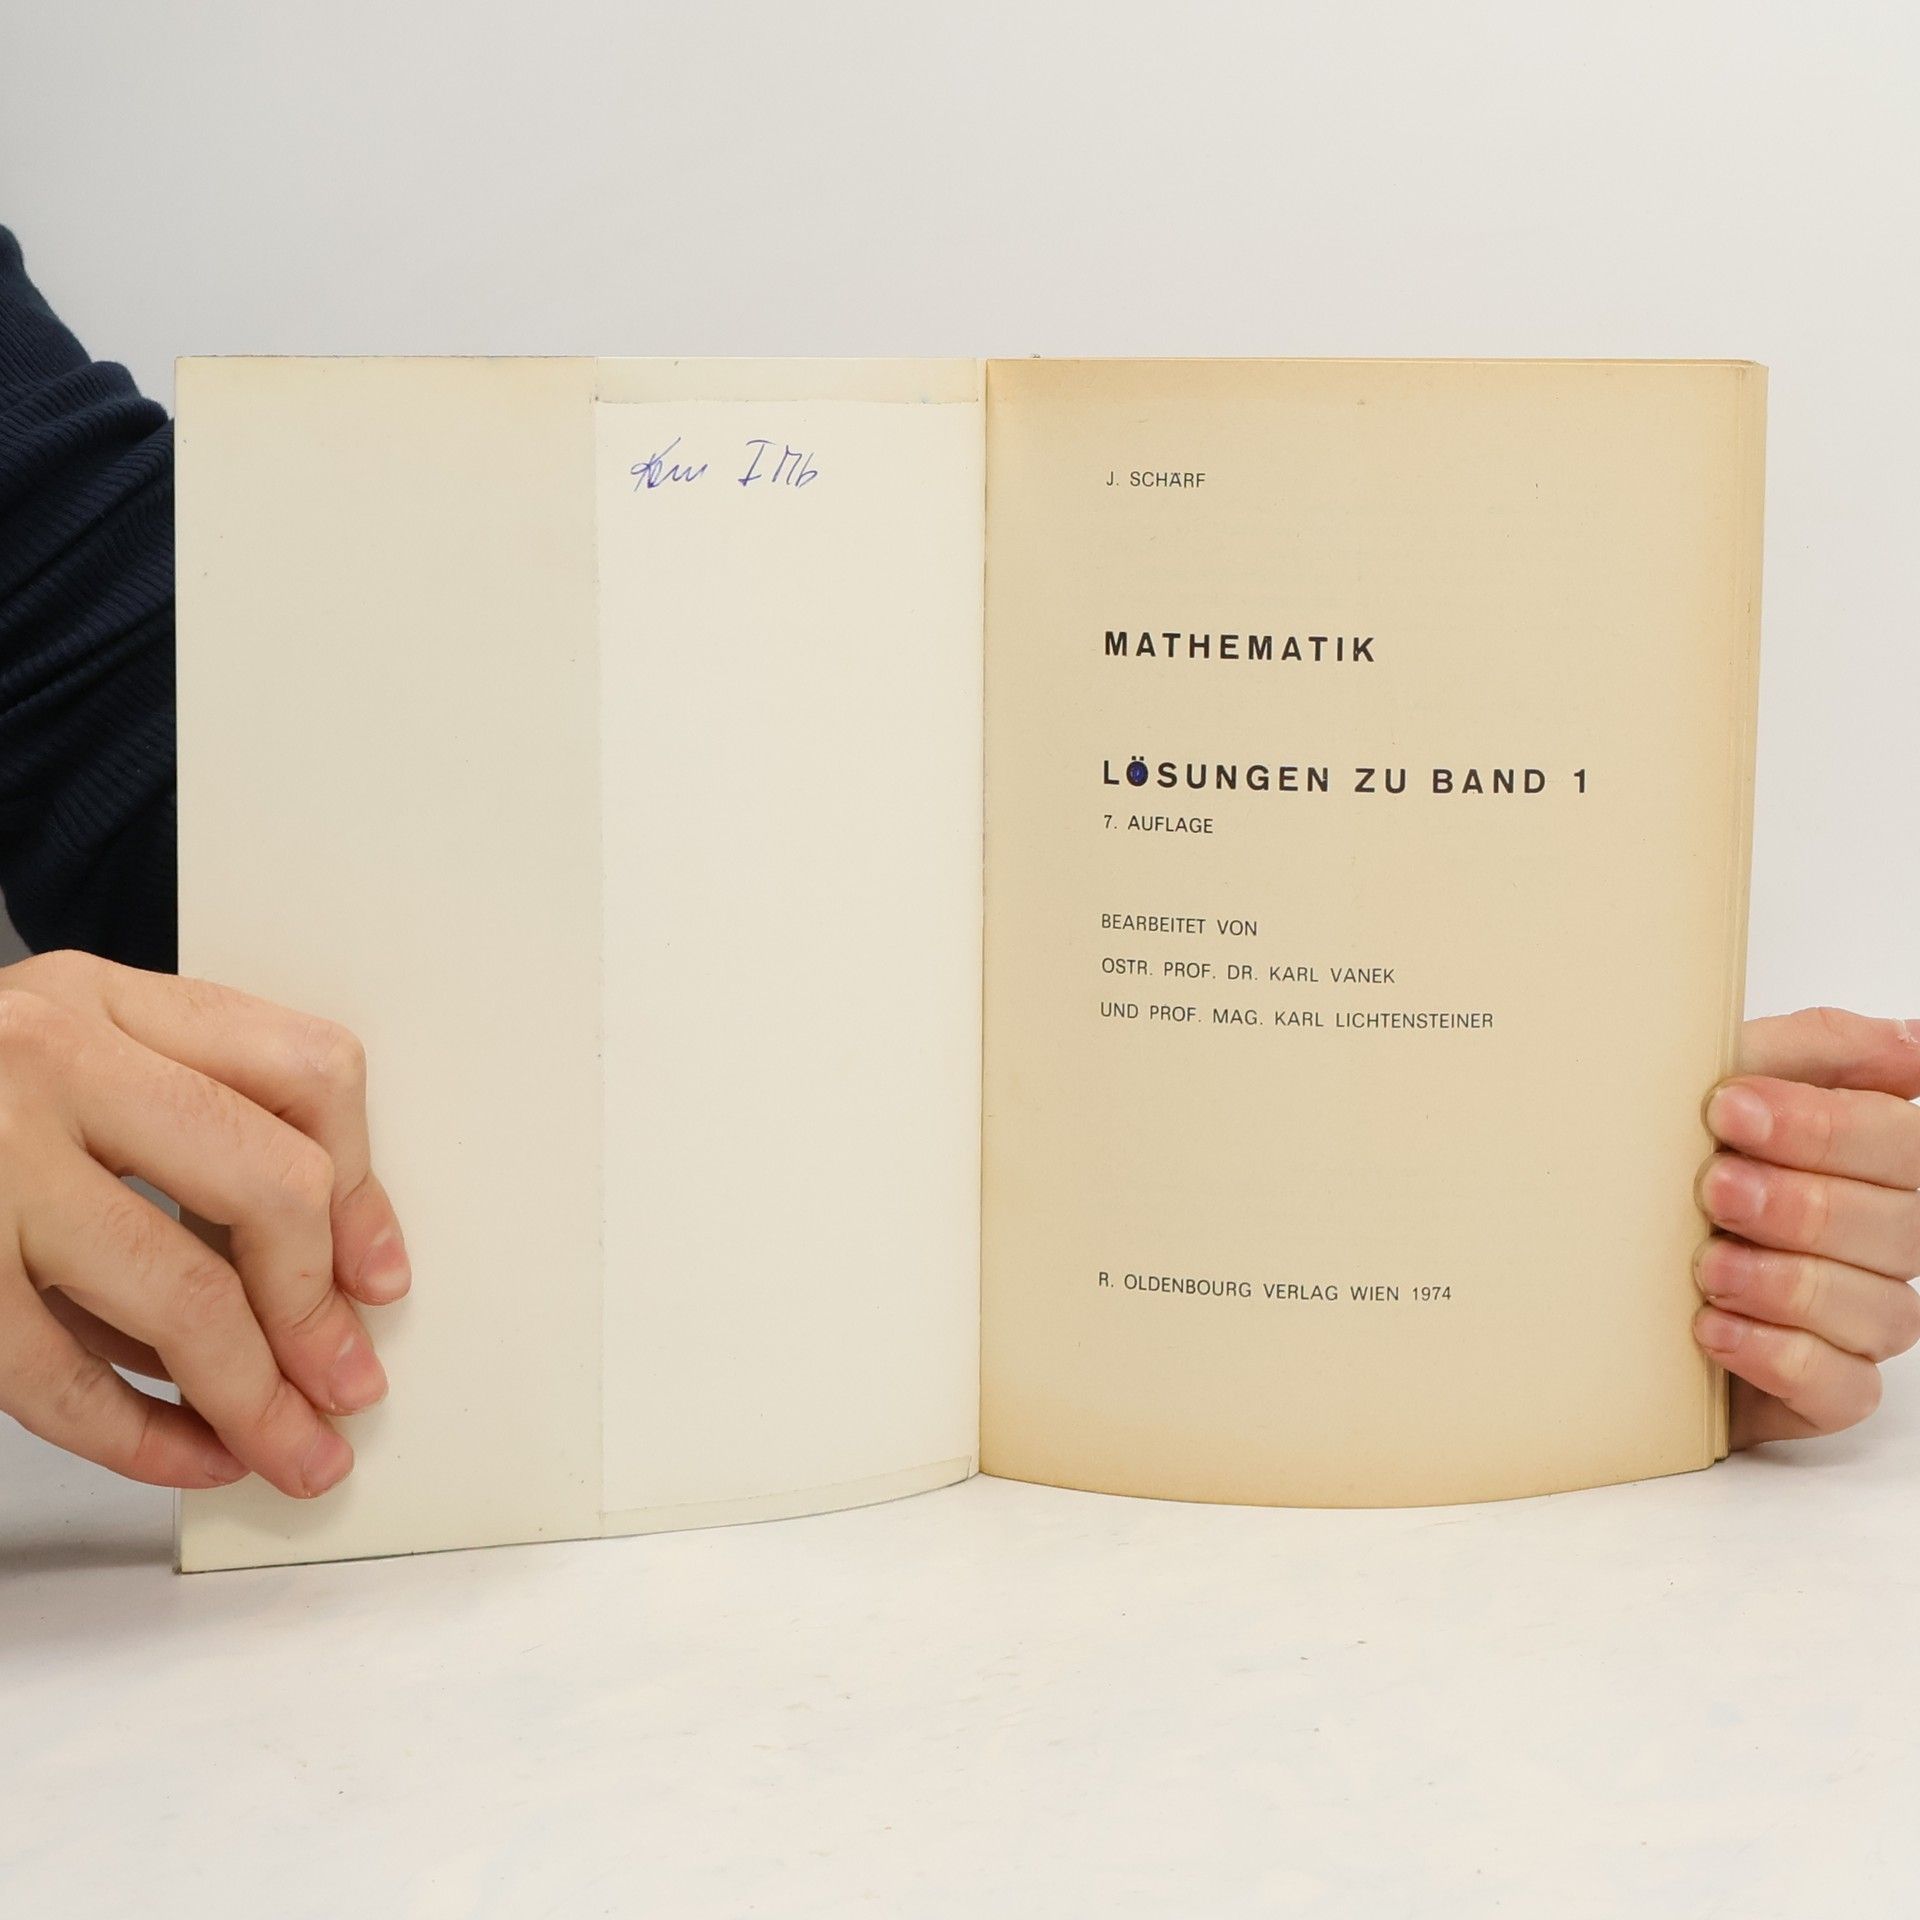 I Mb
J. SCHÄRF
MATHEMATIK
LÖSUNGEN ZU BAND 1
7. AUFLAGE
BEARBEITET VON
OSTR. PROF. DR. KARL VANEK
UND PROF. MAG. KARL LICHTENSTEINER
R. OLDENBOURG VERLAG WIEN 1974